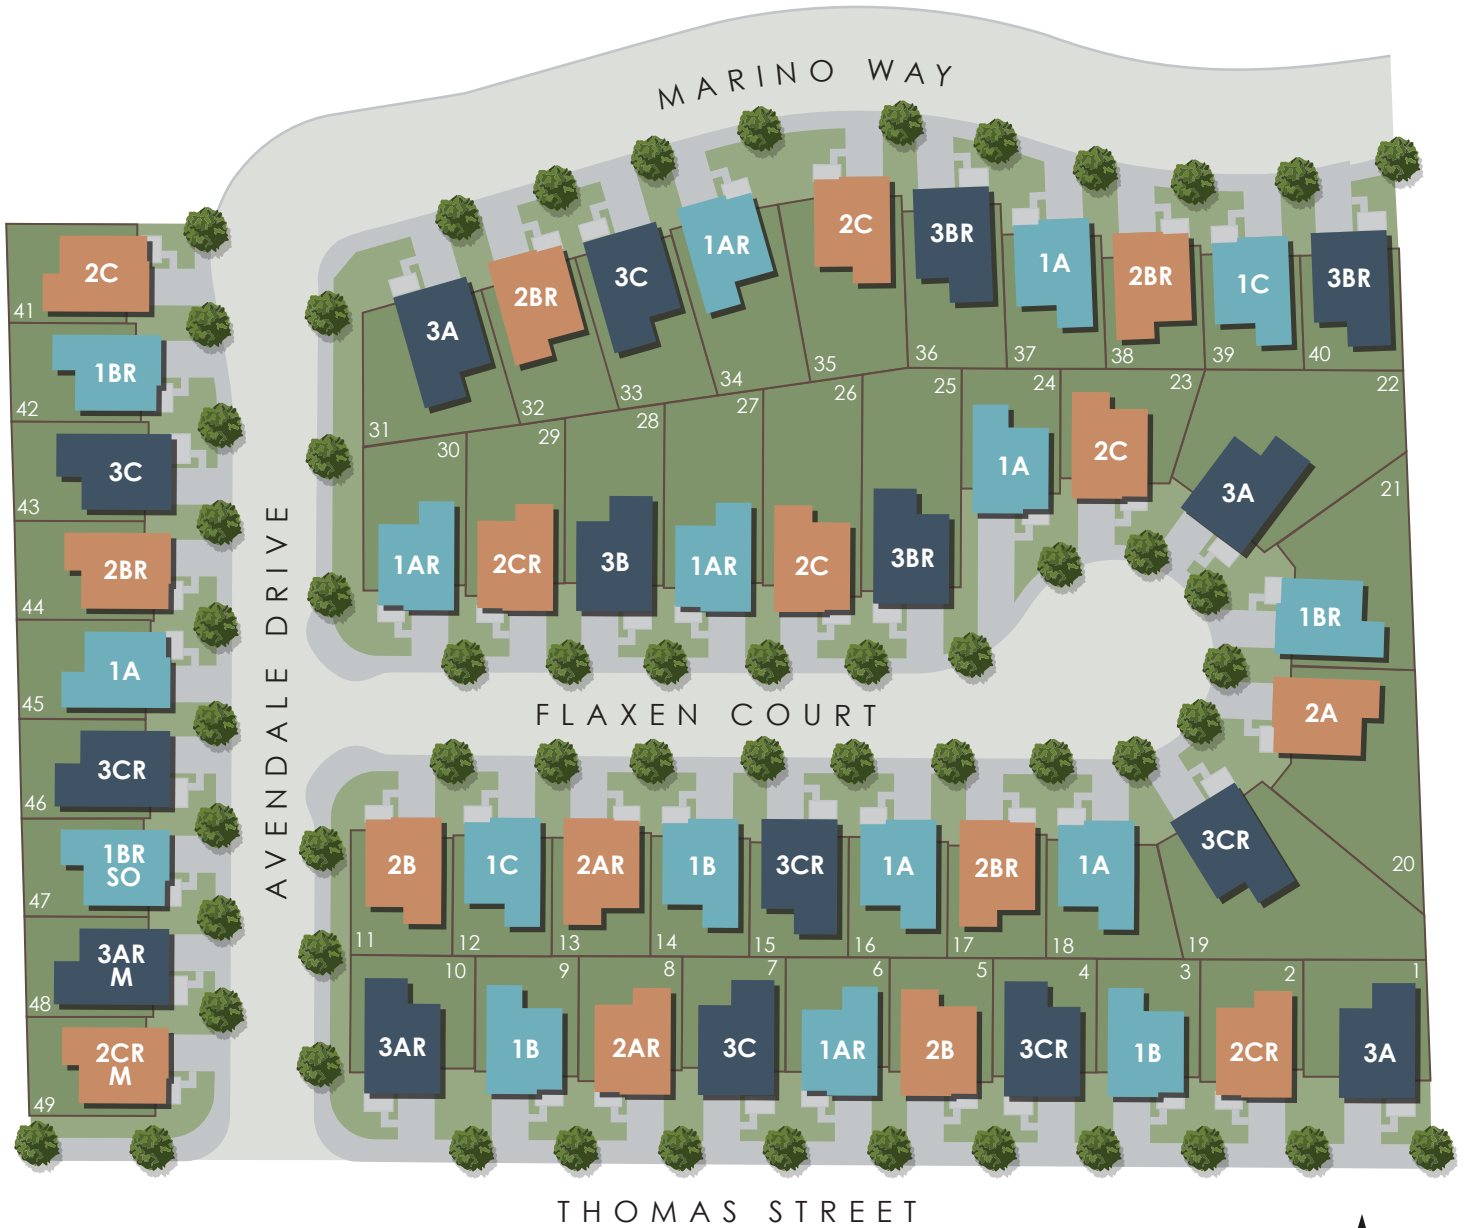 MARINO WAY
2C
41
1BR
42
3C
43
2BR
44
1A
45
3CR
46
1BR
SO
47
3AR
M
48
2CR
M
49
AVENDALE DRIVE
3A
31
2BR
32
3C
33
1AR
34
2C
35
3BR
36
1A
37
2BR
38
1C
39
3BR
40
30
1AR
29
2CR
28
3B
27
1AR
26
2C
25
3BR
24
1A
23
2C
22
3A
21
1BR
2A
20
3CR
19
FLAXEN COURT
2B
11
1C
12
2AR
13
1B
14
3CR
15
1A
16
2BR
17
1A
18
10
3AR
9
1B
8
2AR
7
3C
6
1AR
5
2B
4
3CR
3
1B
2
2CR
1
3A
THOMAS STREET